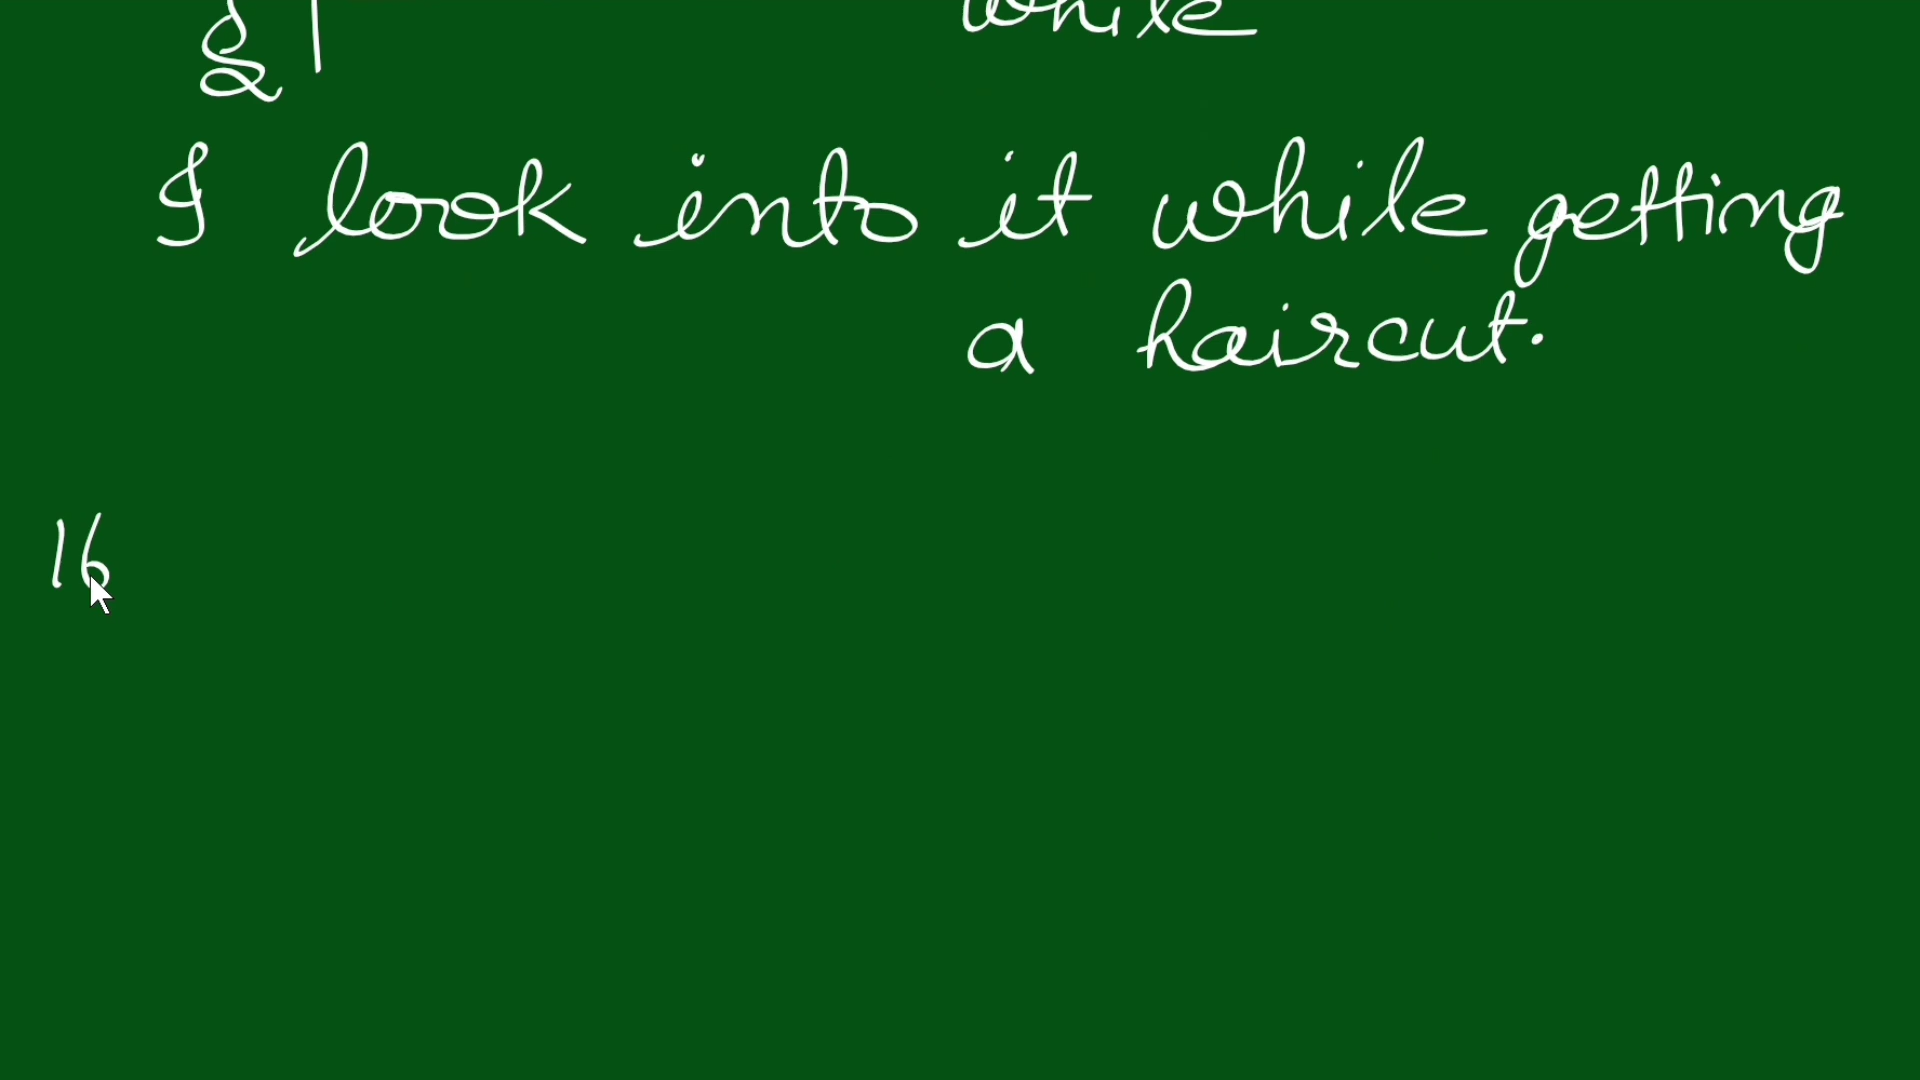 while
I look into it while getting
a haircut.
16